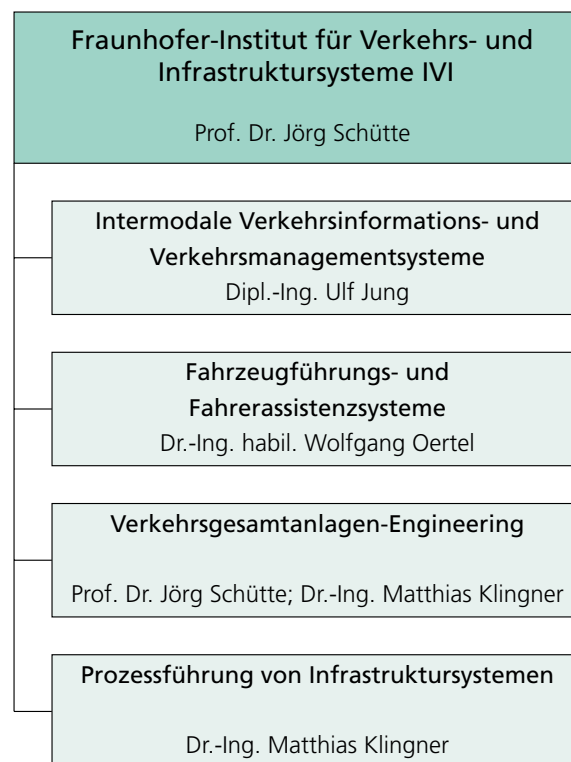 Fraunhofer-Institut für Verkehrs- und
Infrastruktursysteme IVI
Prof. Dr. Jörg Schütte
Intermodale Verkehrsinformations- und
Verkehrsmanagementsysteme
Dipl.-Ing. Ulf Jung
Fahrzeugführungs- und
Fahrerassistenzsysteme
Dr.-Ing. habil. Wolfgang Oertel
Verkehrsgesamtanlagen-Engineering
Prof. Dr. Jörg Schütte; Dr.-Ing. Matthias Klingner
Prozessführung von Infrastruktursystemen
Dr.-Ing. Matthias Klingner